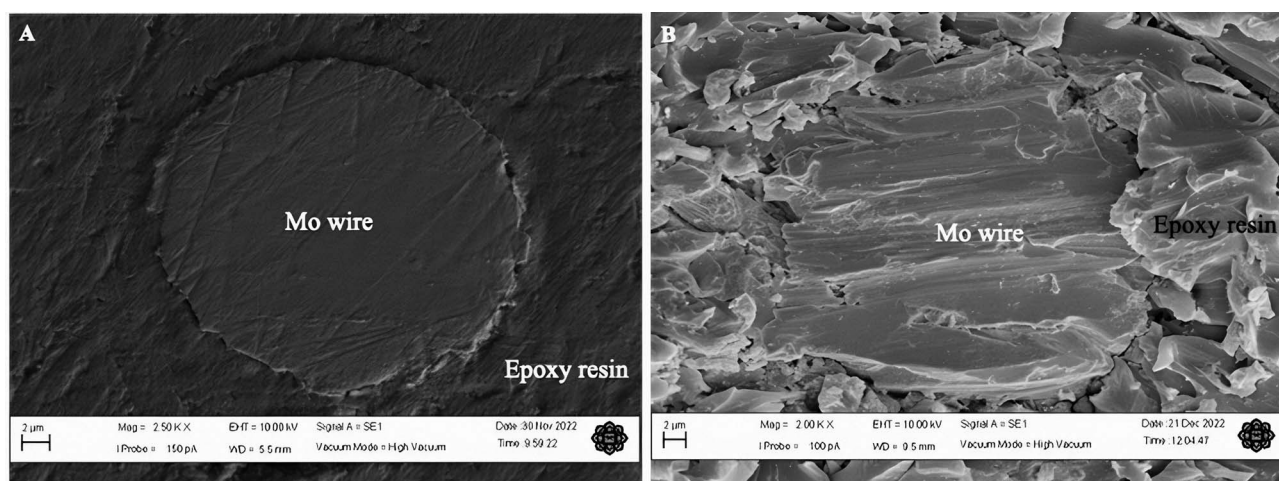 A
Mo wire
Epoxy resin
2 µm
Mag = 2.50 K X
EHT = 10.00 kV
Signal A = SE1
Date :30 Nov 2022
I Probe = 150 pA
WD = 5.5 mm
Vacuum Mode = High Vacuum
Time :9:59:22
B
Mo wire
Epoxy resin
2 µm
Mag = 2.00 K X
EHT = 10.00 kV
Signal A = SE1
Date :21 Dec 2022
I Probe = 100 pA
WD = 9.5 mm
Vacuum Mode = High Vacuum
Time :12:04:47